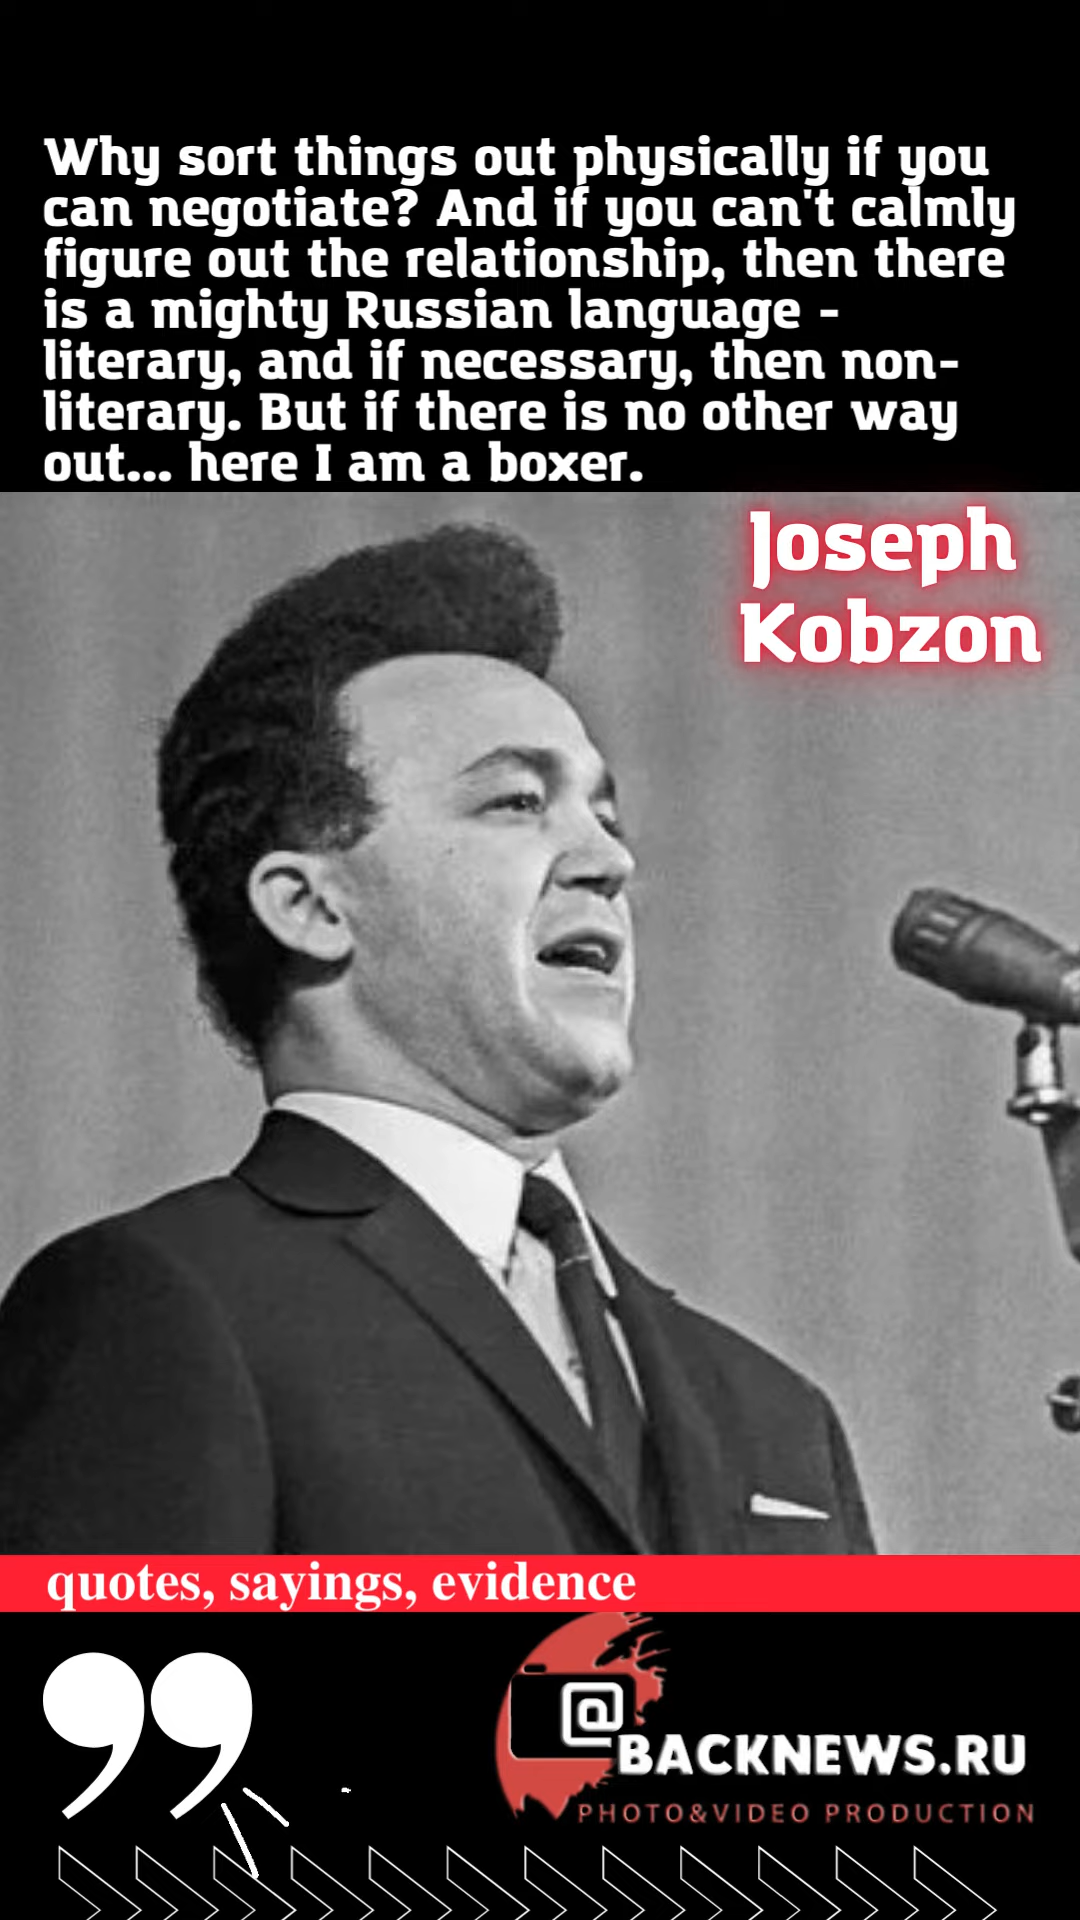 Why sort things out physically if you
can negotiate? And if you can't calmly
figure out the relationship, then there
is a mighty Russian language -
literary, and if necessary, then non-
literary. But if there is no other way
out... here I am a boxer.
Joseph
Kobzon
quotes, sayings, evidence
@
BACKNEWS.RU
PHOTO&VIDEO PRODUCTION